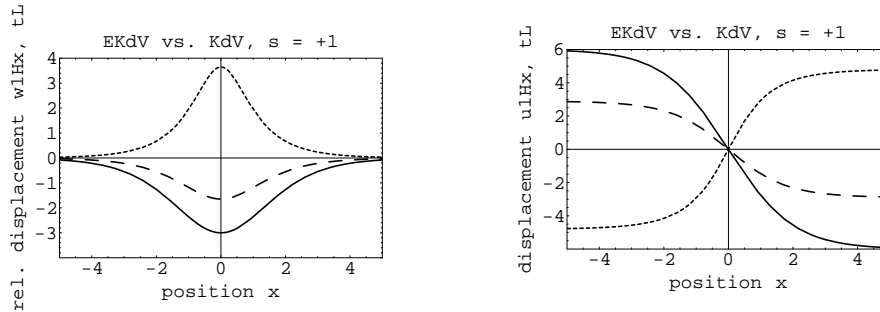 EKdV vs. KdV, s = +1
rel. displacement w1Hx, tL
4
3
2
1
0
-1
-2
-3
-4 -2 0 2 4
position x
EKdV vs. KdV, s = +1
displacement u1Hx, tL
6
4
2
0
-2
-4
-4 -2 0 2 4
position x